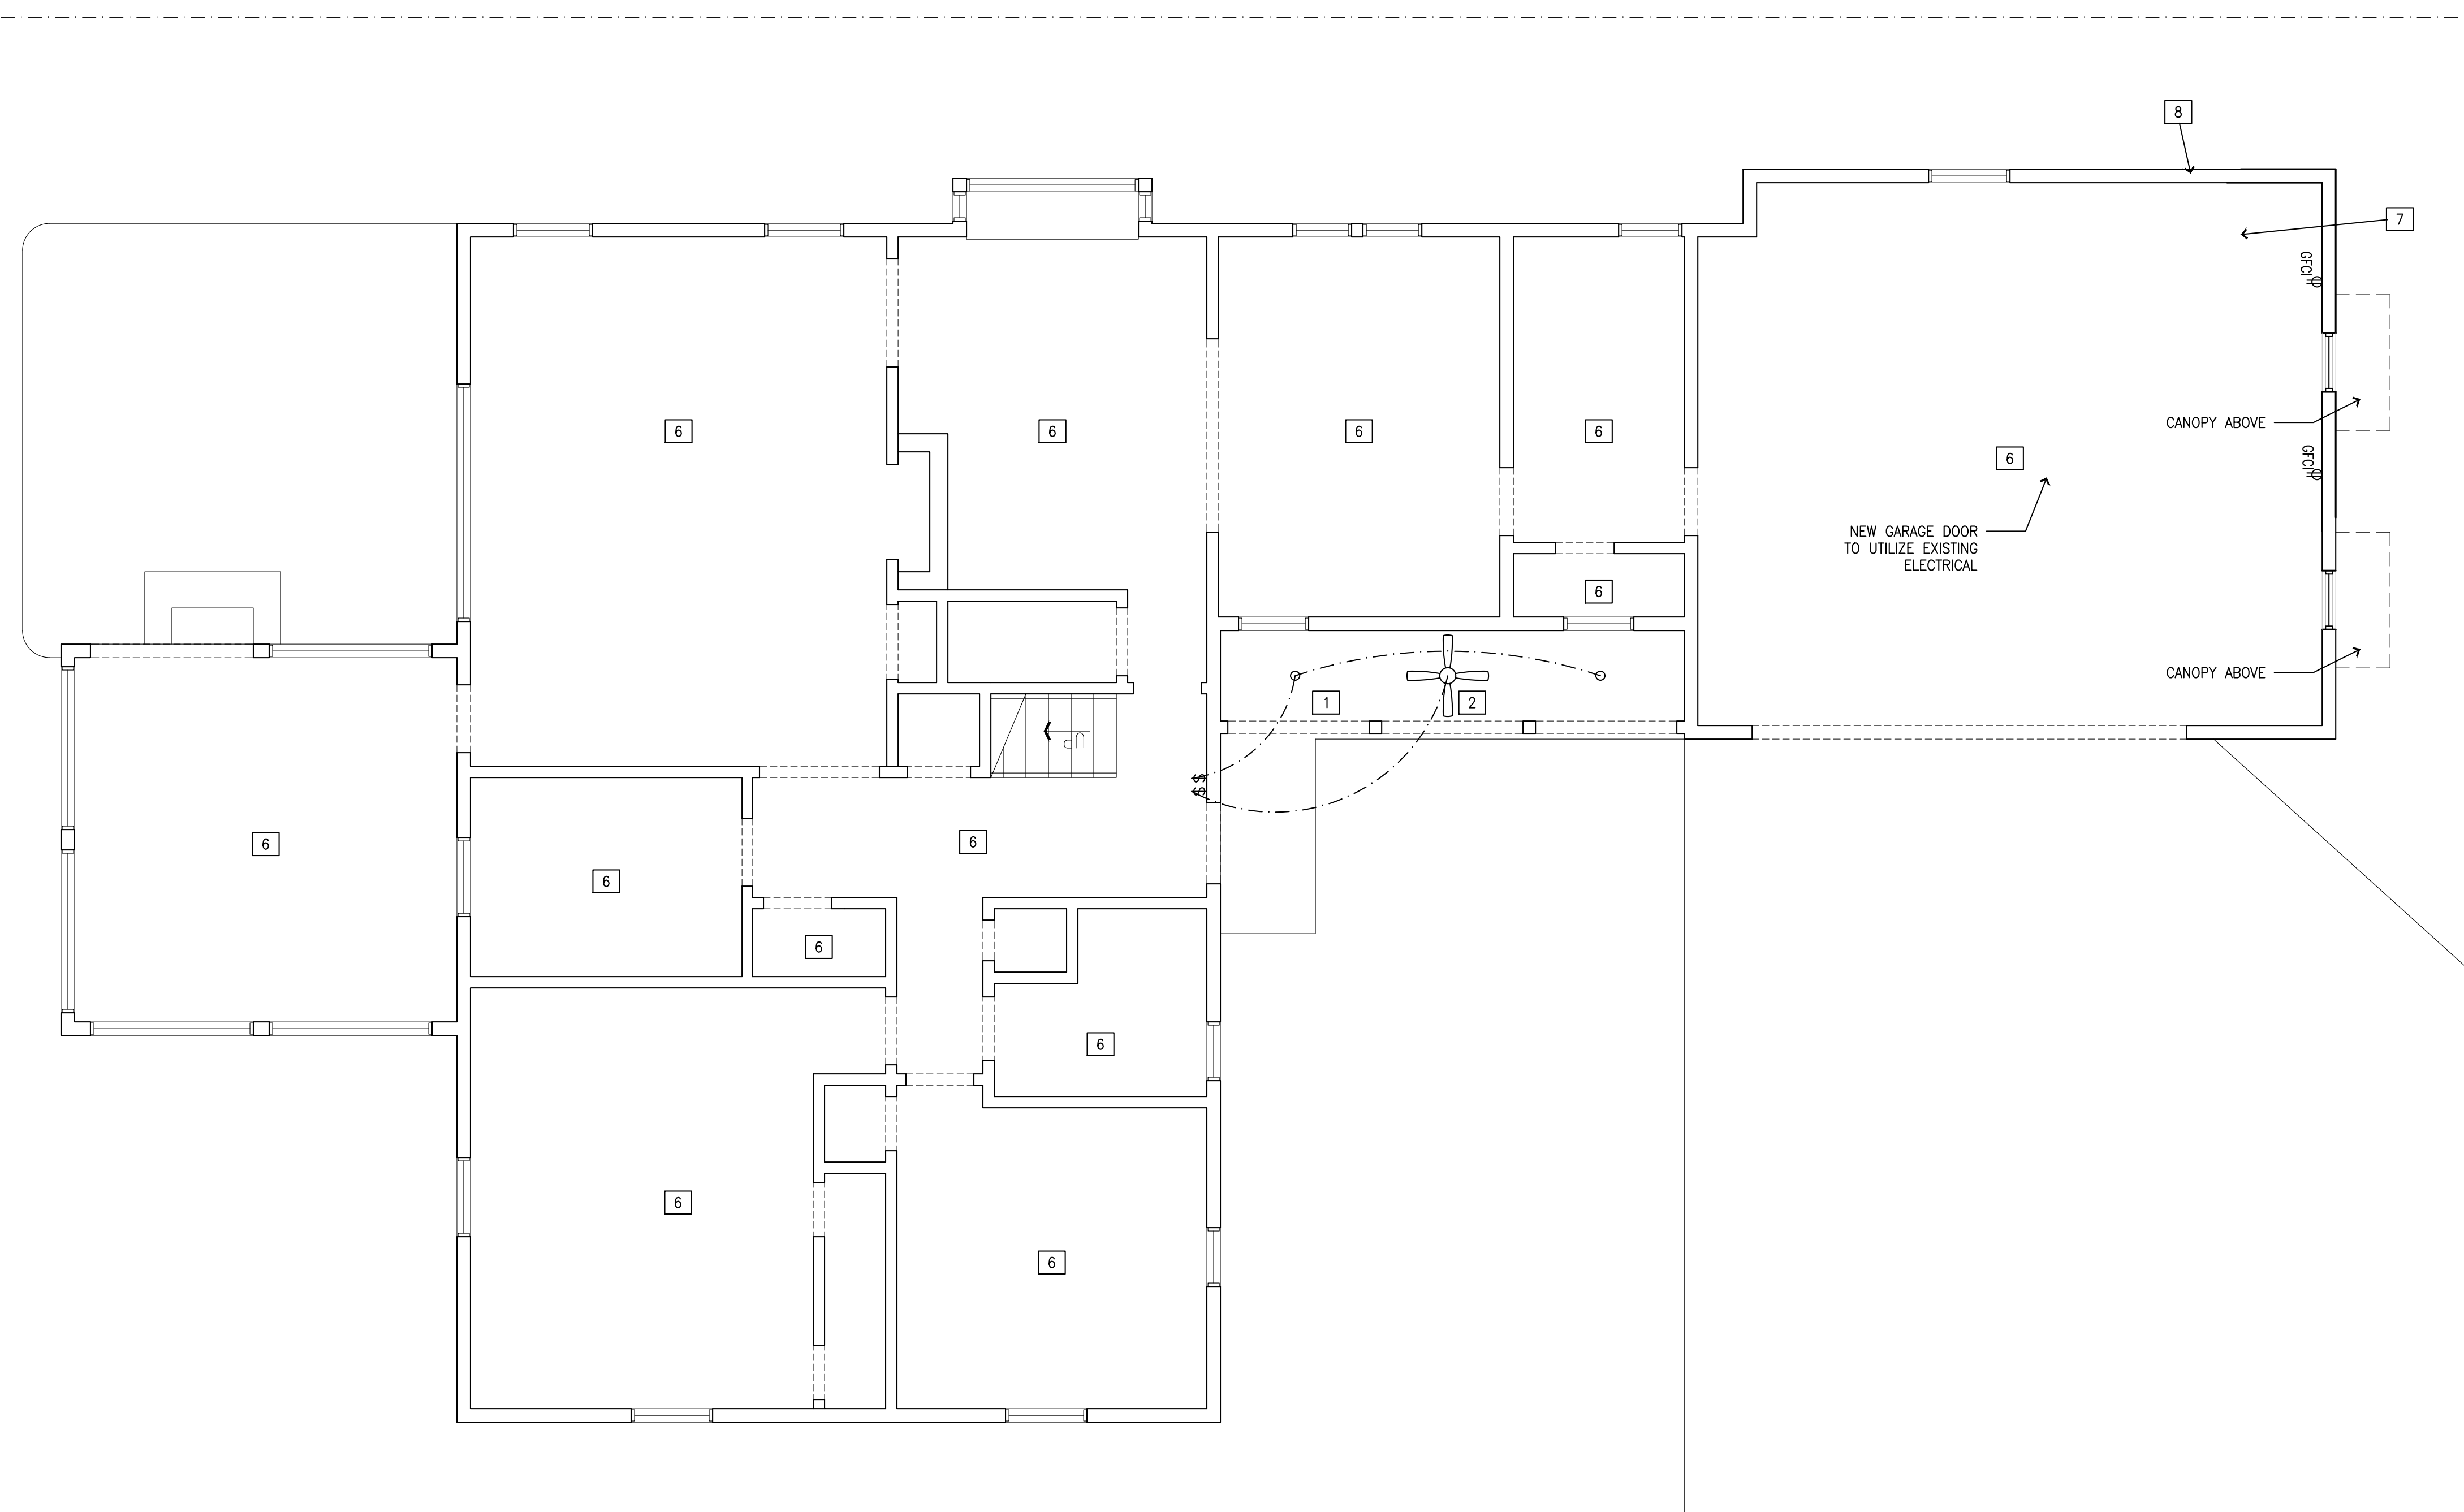 8
7
GFCI
6
6
6
6
CANOPY ABOVE
6
GFCI
NEW GARAGE DOOR
TO UTILIZE EXISTING
ELECTRICAL
6
CANOPY ABOVE
1
2
UP
$
$
6
6
6
6
6
6
6